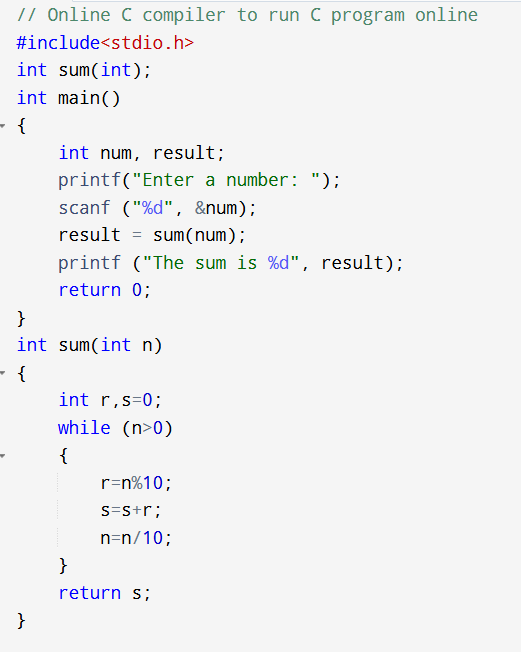 // Online C compiler to run C program online
#include<stdio.h>
int sum(int);
int main()
{
    int num, result;
    printf("Enter a number: ");
    scanf ("%d", &num);
    result = sum(num);
    printf ("The sum is %d", result);
    return 0;
}
int sum(int n)
{
    int r,s=0;
    while (n>0)
    {
        r=n%10;
        s=s+r;
        n=n/10;
    }
    return s;
}